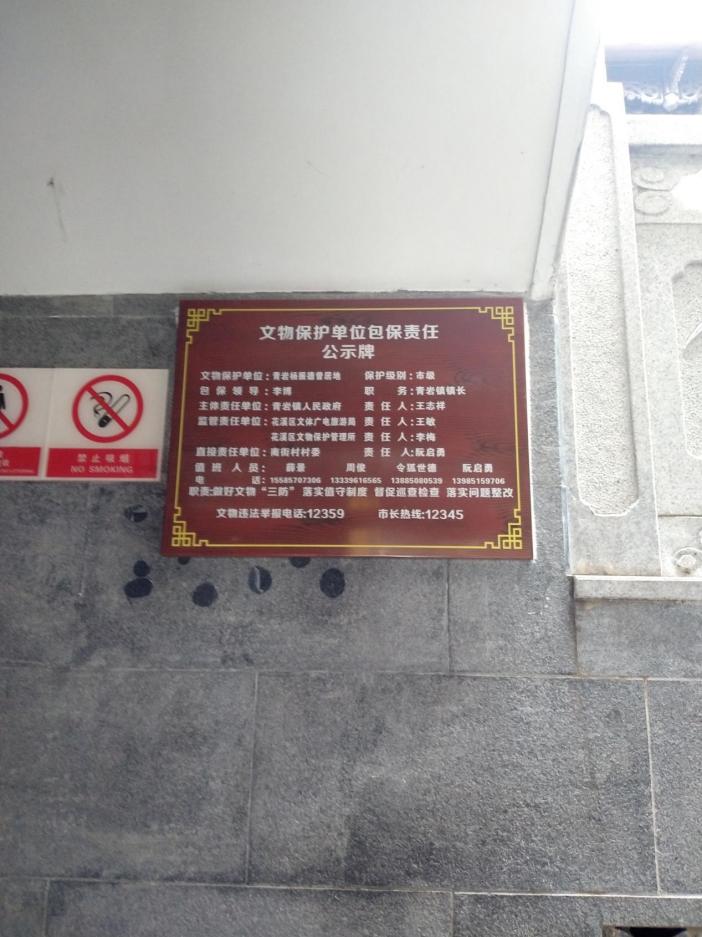 文物保护单位包保责任
公示牌
文物保护单位：青岩杨振德曾居地 保护级别：市级
包保领导：李博 职务：青岩镇镇长
主体责任单位：青岩镇人民政府 责任人：王志祥
监管责任单位：花溪区文体广电旅游局 责任人：王敏
花溪区文物保护管理所 责任人：李梅
直接责任单位：南街村村委 责任人：阮启勇
值班人员：薛景 周俊 令狐世德 阮启勇
电话：15585707306 13339616565 13885080539 13985159706
职责：做好文物“三防” 落实值守制度 督促巡查检查 落实问题整改
文物违法举报电话：12359 市长热线：12345
禁止吸烟
NO SMOKING